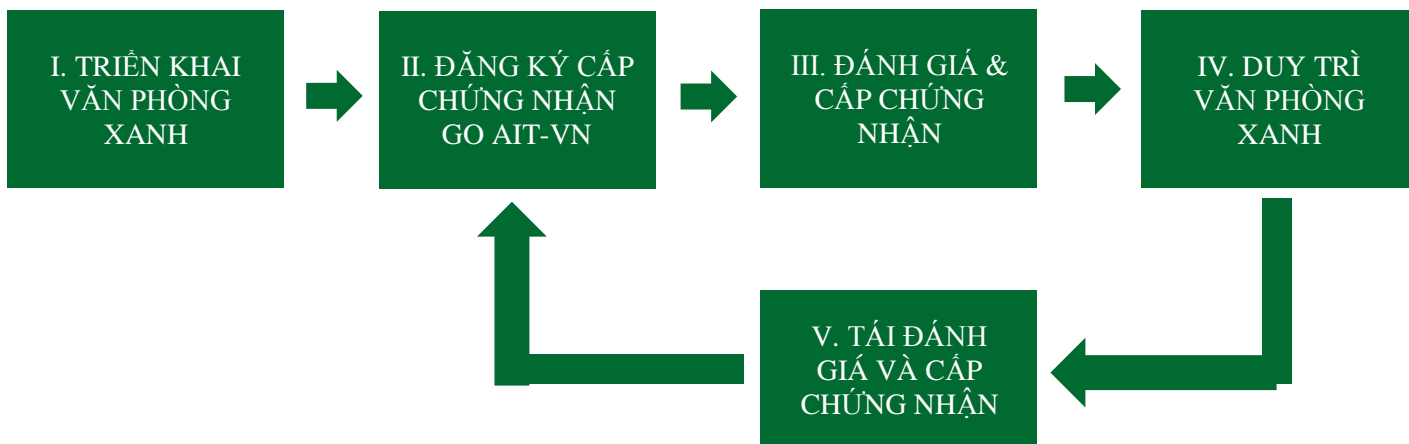 I. TRIỂN KHAI
VĂN PHÒNG
XANH
II. ĐĂNG KÝ CẤP
CHỨNG NHẬN
GO AIT-VN
III. ĐÁNH GIÁ &
CẤP CHỨNG
NHẬN
IV. DUY TRÌ
VĂN PHÒNG
XANH
V. TÁI ĐÁNH
GIÁ VÀ CẤP
CHỨNG NHẬN